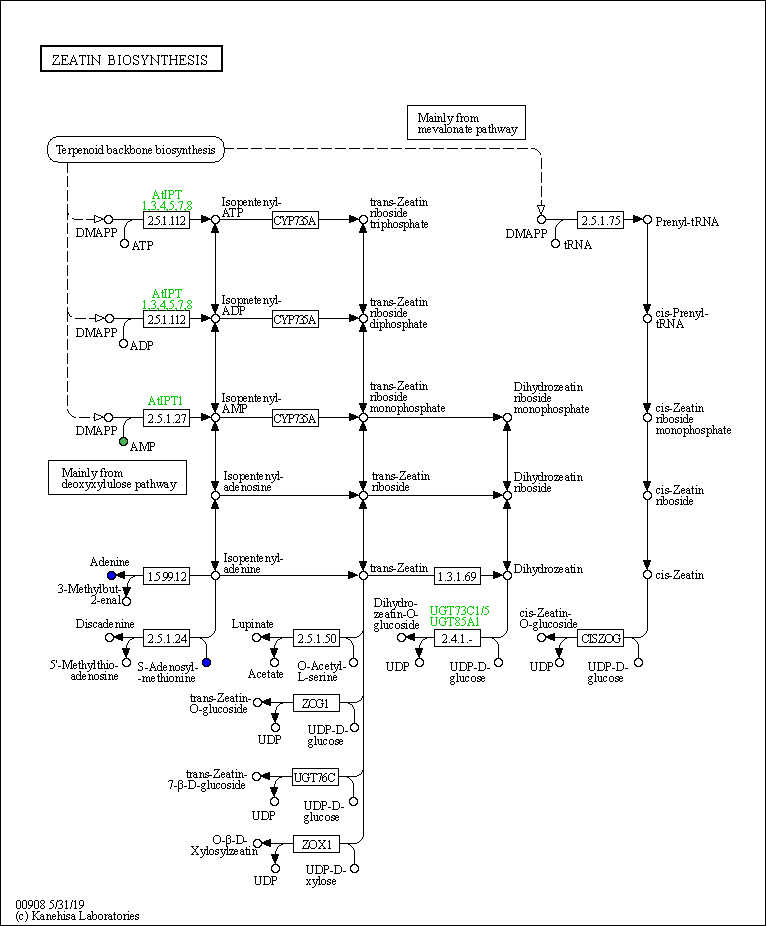 ZEATIN BIOSYNTHESIS
Mainly from
mevalonate pathway
Terpenoid backbone biosynthesis
AtIPT
1,3,4,5,7,8
DMAPP
2.5.1.112
ATP
Isopentenyl-
ATP
CYP735A
trans-Zeatin
riboside
triphosphate
DMAPP
2.5.1.75
tRNA
Prenyl-tRNA
AtIPT
1,3,4,5,7,8
DMAPP
2.5.1.112
ADP
Isopnetenyl-
ADP
CYP735A
trans-Zeatin
riboside
diphosphate
cis-Prenyl-
tRNA
AtIPT1
DMAPP
2.5.1.27
AMP
Isopentenyl-
AMP
CYP735A
trans-Zeatin
riboside
monophosphate
Dihydrozeatin
riboside
monophosphate
cis-Zeatin
riboside
monophosphate
Mainly from
deoxyxylulose pathway
Isopentenyl-
adenosine
trans-Zeatin
riboside
Dihydrozeatin
riboside
cis-Zeatin
riboside
Adenine
1.5.99.12
3-Methylbut-
2-enal
Isopentenyl-
adenine
trans-Zeatin
1.3.1.69
Dihydrozeatin
cis-Zeatin
Discadenine
2.5.1.24
5'-Methylthio-
adenosine
S-Adenosyl-
-methionine
Lupinate
2.5.1.50
Acetate
O-Acetyl-
L-serine
Dihydro-
zeatin-O-
glucoside
UGT73C1/5
UGT85A1
2.4.1.-
UDP
UDP-D-
glucose
cis-Zeatin-
O-glucoside
CISZOG
UDP
UDP-D-
glucose
trans-Zeatin-
O-glucoside
ZOG1
UDP
UDP-D-
glucose
trans-Zeatin-
7-β-D-glucoside
UGT76C
UDP
UDP-D-
glucose
O-β-D-
Xylosylzeatin
ZOX1
UDP
UDP-D-
xylose
00908 5/31/19
(c) Kanehisa Laboratories